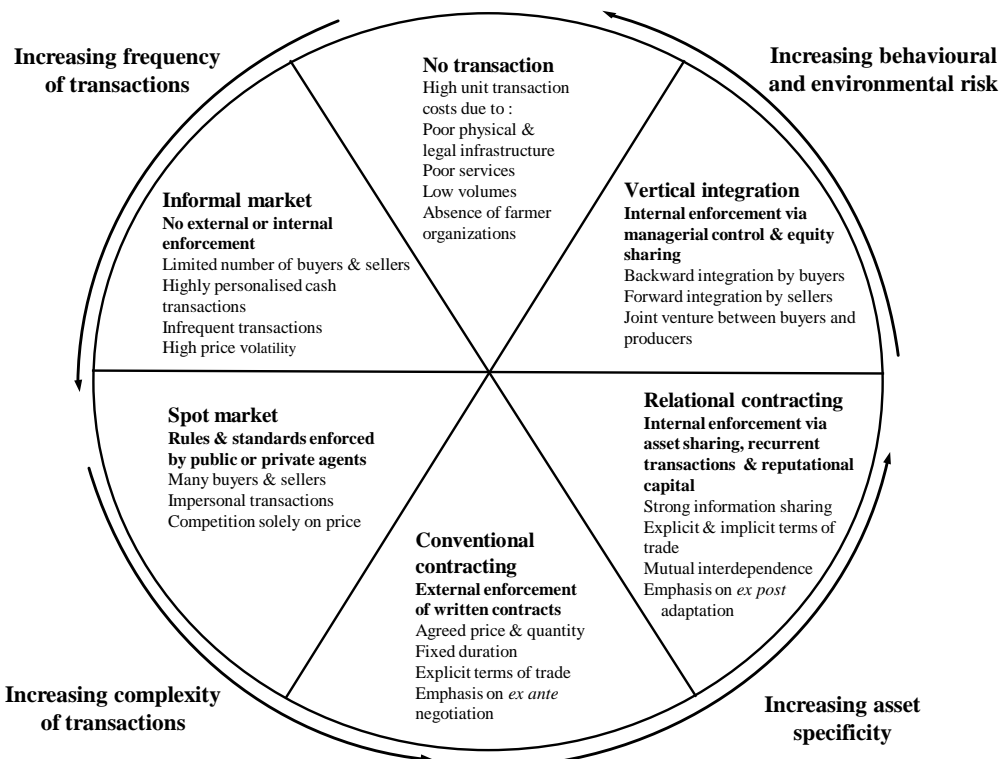 Increasing frequency
of transactions
Increasing behavioural
and environmental risk
No transaction
High unit transaction
costs due to :
Poor physical &
legal infrastructure
Poor services
Low volumes
Absence of farmer
organizations
Informal market
No external or internal
enforcement
Limited number of buyers & sellers
Highly personalised cash
transactions
Infrequent transactions
High price volatility
Vertical integration
Internal enforcement via
managerial control & equity
sharing
Backward integration by buyers
Forward integration by sellers
Joint venture between buyers and
producers
Spot market
Rules & standards enforced
by public or private agents
Many buyers & sellers
Impersonal transactions
Competition solely on price
Relational contracting
Internal enforcement via
asset sharing, recurrent
transactions & reputational
capital
Strong information sharing
Explicit & implicit terms of
trade
Mutual interdependence
Emphasis on ex post
adaptation
Conventional
contracting
External enforcement
of written contracts
Agreed price & quantity
Fixed duration
Explicit terms of trade
Emphasis on ex ante
negotiation
Increasing complexity
of transactions
Increasing asset
specificity